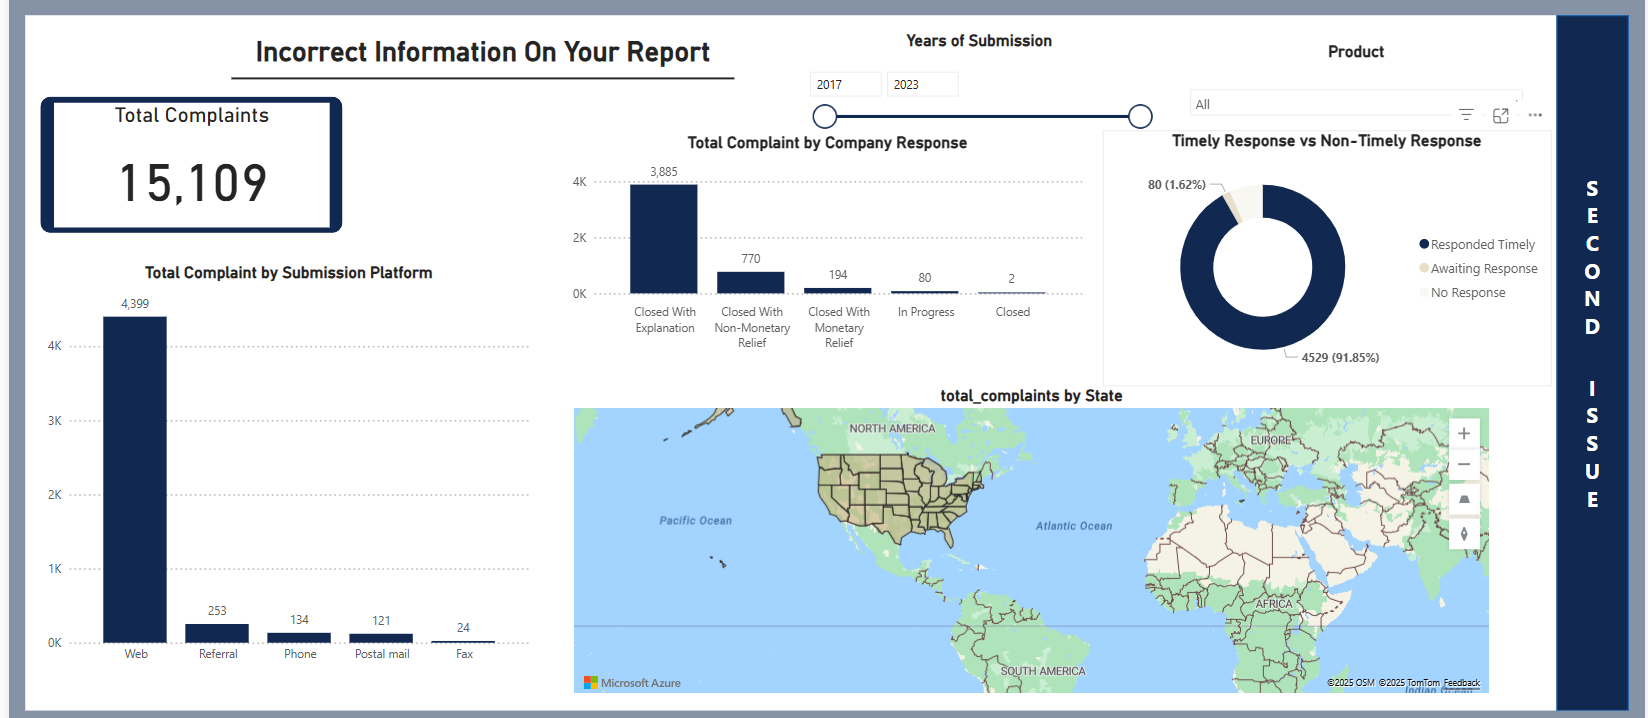 Incorrect Information On Your Report
Years of Submission
2017
2023
Product
All
Total Complaints
15,109
Total Complaint by Company Response
4K
2K
0K
3,885
770
194
80
2
Closed With
Explanation
Closed With
Non-Monetary
Relief
Closed With
Monetary
Relief
In Progress
Closed
Timely Response vs Non-Timely Response
80 (1.62%)
4529 (91.85%)
Responded Timely
Awaiting Response
No Response
Total Complaint by Submission Platform
4,399
253
134
121
24
4K
3K
2K
1K
0K
Web
Referral
Phone
Postal mail
Fax
total_complaints by State
NORTH AMERICA
EUROPE
Pacific Ocean
Atlantic Ocean
AFRICA
SOUTH AMERICA
Indian Ocean
Microsoft Azure
©2025 OSM ©2025 TomTom Feedback
SECOND ISSUE